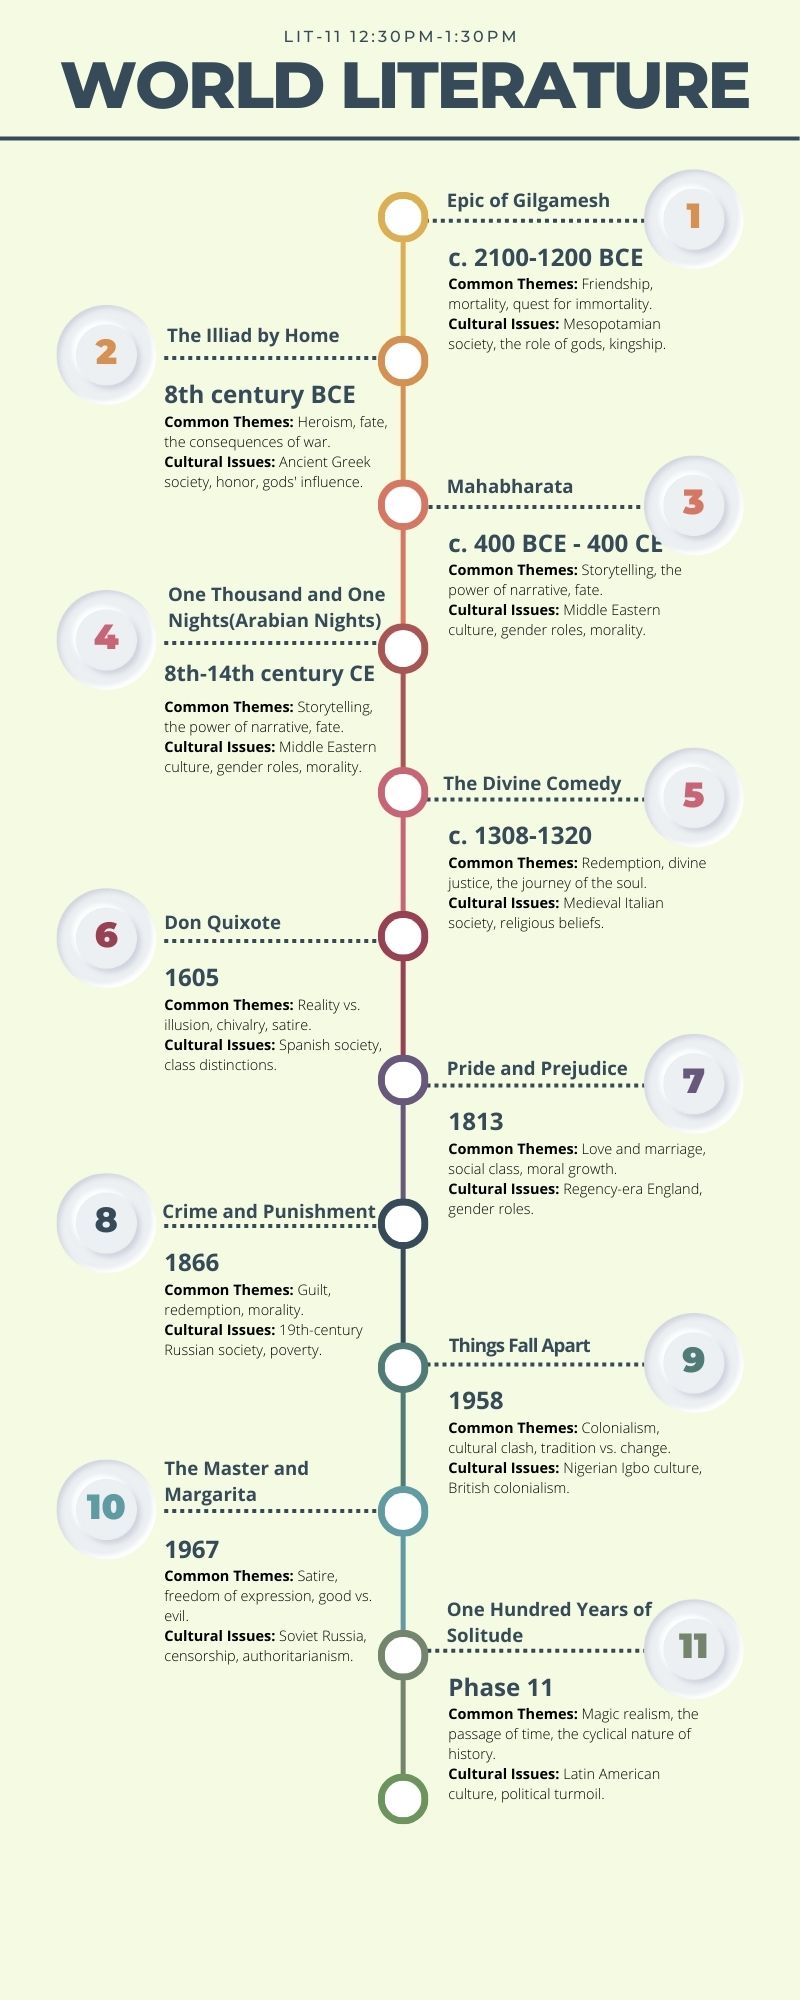 LIT-11 12:30PM-1:30PM
WORLD LITERATURE
Epic of Gilgamesh
1
c. 2100-1200 BCE
Common Themes: Friendship,
mortality, quest for immortality.
Cultural Issues: Mesopotamian
society, the role of gods, kingship.
2
The Illiad by Home
8th century BCE
Common Themes: Heroism, fate,
the consequences of war.
Cultural Issues: Ancient Greek
society, honor, gods' influence.
Mahabharata
3
c. 400 BCE - 400 CE
Common Themes: Storytelling, the
power of narrative, fate.
Cultural Issues: Middle Eastern
culture, gender roles, morality.
4
One Thousand and One
Nights(Arabian Nights)
8th-14th century CE
Common Themes: Storytelling,
the power of narrative, fate.
Cultural Issues: Middle Eastern
culture, gender roles, morality.
The Divine Comedy
5
c. 1308-1320
Common Themes: Redemption, divine
justice, the journey of the soul.
Cultural Issues: Medieval Italian
society, religious beliefs.
6
Don Quixote
1605
Common Themes: Reality vs.
illusion, chivalry, satire.
Cultural Issues: Spanish society,
class distinctions.
Pride and Prejudice
7
1813
Common Themes: Love and marriage,
social class, moral growth.
Cultural Issues: Regency-era England,
gender roles.
8
Crime and Punishment
1866
Common Themes: Guilt,
redemption, morality.
Cultural Issues: 19th-century
Russian society, poverty.
Things Fall Apart
9
1958
Common Themes: Colonialism,
cultural clash, tradition vs. change.
Cultural Issues: Nigerian Igbo culture,
British colonialism.
10
The Master and
Margarita
1967
Common Themes: Satire,
freedom of expression, good vs.
evil.
Cultural Issues: Soviet Russia,
censorship, authoritarianism.
One Hundred Years of
Solitude
11
Phase 11
Common Themes: Magic realism, the
passage of time, the cyclical nature of
history.
Cultural Issues: Latin American
culture, political turmoil.